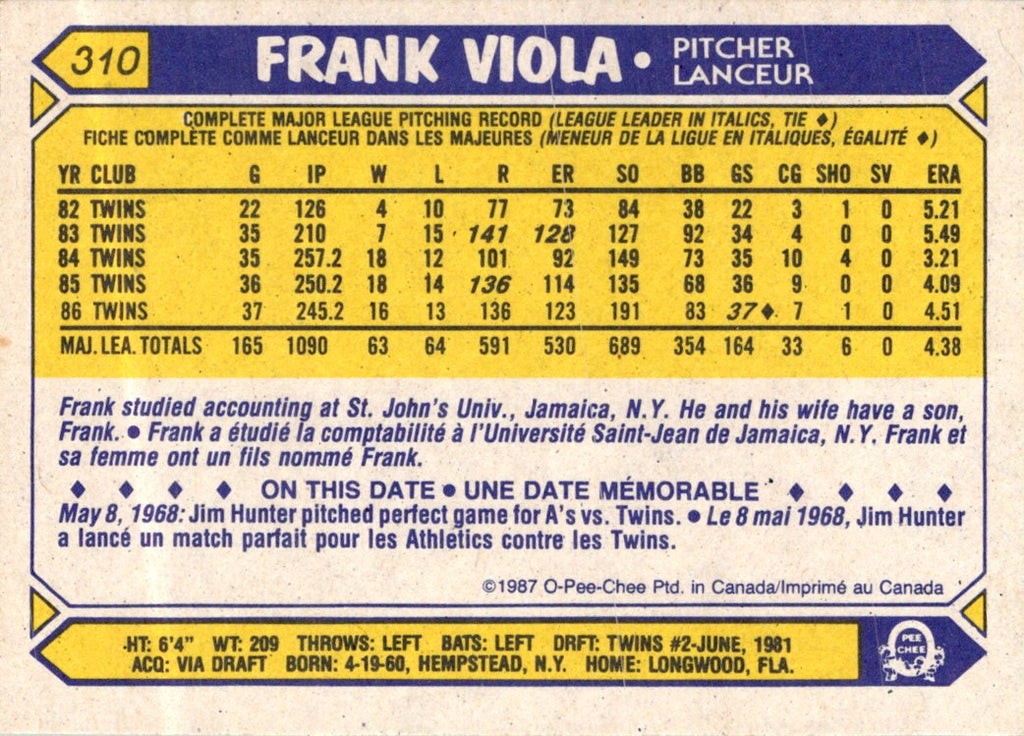 310 FRANK VIOLA • PITCHER
LANCEUR
COMPLETE MAJOR LEAGUE PITCHING RECORD (LEAGUE LEADER IN ITALICS, TIE ♦)
FICHE COMPLÈTE COMME LANCEUR DANS LES MAJEURES (MENEUR DE LA LIGUE EN ITALIQUES, ÉGALITÉ ♦)
YR CLUB G IP W L R ER SO BB GS CG SHO SV ERA
82 TWINS 22 126 4 10 77 73 84 38 22 3 1 0 5.21
83 TWINS 35 210 7 15 141 128 127 92 34 4 0 0 5.49
84 TWINS 35 257.2 18 12 101 92 149 73 35 10 4 0 3.21
85 TWINS 36 250.2 18 14 136 114 135 68 36 9 0 0 4.09
86 TWINS 37 245.2 16 13 136 123 191 83 37♦ 7 1 0 4.51
MAJ. LEA. TOTALS 165 1090 63 64 591 530 689 354 164 33 6 0 4.38
Frank studied accounting at St. John's Univ., Jamaica, N.Y. He and his wife have a son,
Frank. • Frank a étudié la comptabilité à l'Université Saint-Jean de Jamaica, N.Y. Frank et
sa femme ont un fils nommé Frank.
♦ ♦ ♦ ♦ ON THIS DATE • UNE DATE MÉMORABLE ♦ ♦ ♦ ♦
May 8, 1968: Jim Hunter pitched perfect game for A's vs. Twins. • Le 8 mai 1968, Jim Hunter
a lancé un match parfait pour les Athletics contre les Twins.
©1987 O-Pee-Chee Ptd. in Canada/Imprimé au Canada
HT: 6'4" WT: 209 THROWS: LEFT BATS: LEFT DRFT: TWINS #2-JUNE, 1981
ACQ: VIA DRAFT BORN: 4-19-60, HEMPSTEAD, N.Y. HOME: LONGWOOD, FLA.
O
PEE
CHEE